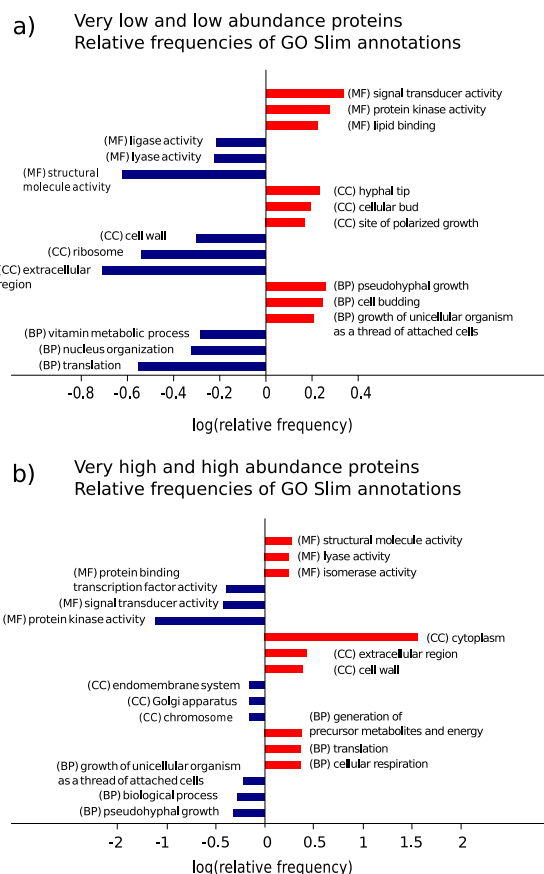 a)
Very low and low abundance proteins
Relative frequencies of GO Slim annotations
(MF) signal transducer activity
(MF) protein kinase activity
(MF) lipid binding
(MF) ligase activity
(MF) lyase activity
(MF) structural
molecule activity
(CC) hyphal tip
(CC) cellular bud
(CC) site of polarized growth
(CC) cell wall
(CC) ribosome
(CC) extracellular
region
(BP) pseudohyphal growth
(BP) cell budding
(BP) growth of unicellular organism
as a thread of attached cells
(BP) vitamin metabolic process
(BP) nucleus organization
(BP) translation
-0.8 -0.6 -0.4 -0.2 0 0.2 0.4
log(relative frequency)
b)
Very high and high abundance proteins
Relative frequencies of GO Slim annotations
(MF) structural molecule activity
(MF) lyase activity
(MF) isomerase activity
(MF) protein binding
transcription factor activity
(MF) signal transducer activity
(MF) protein kinase activity
(CC) cytoplasm
(CC) extracellular region
(CC) cell wall
(CC) endomembrane system
(CC) Golgi apparatus
(CC) chromosome
(BP) generation of
precursor metabolites and energy
(BP) translation
(BP) cellular respiration
(BP) growth of unicellular organism
as a thread of attached cells
(BP) biological process
(BP) pseudohyphal growth
-2 -1 -0.5 0 0.5 1 1.5 2
log(relative frequency)